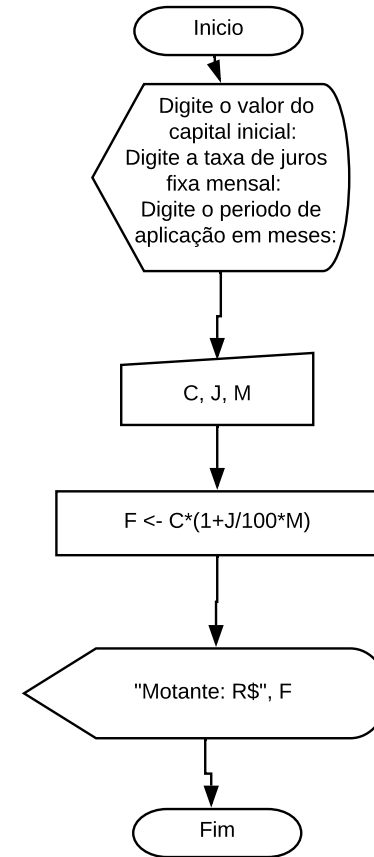 Inicio
Digite o valor do
capital inicial:
Digite a taxa de juros
fixa mensal:
Digite o periodo de
aplicação em meses:
C, J, M
F <- C*(1+J/100*M)
"Motante: R$", F
Fim